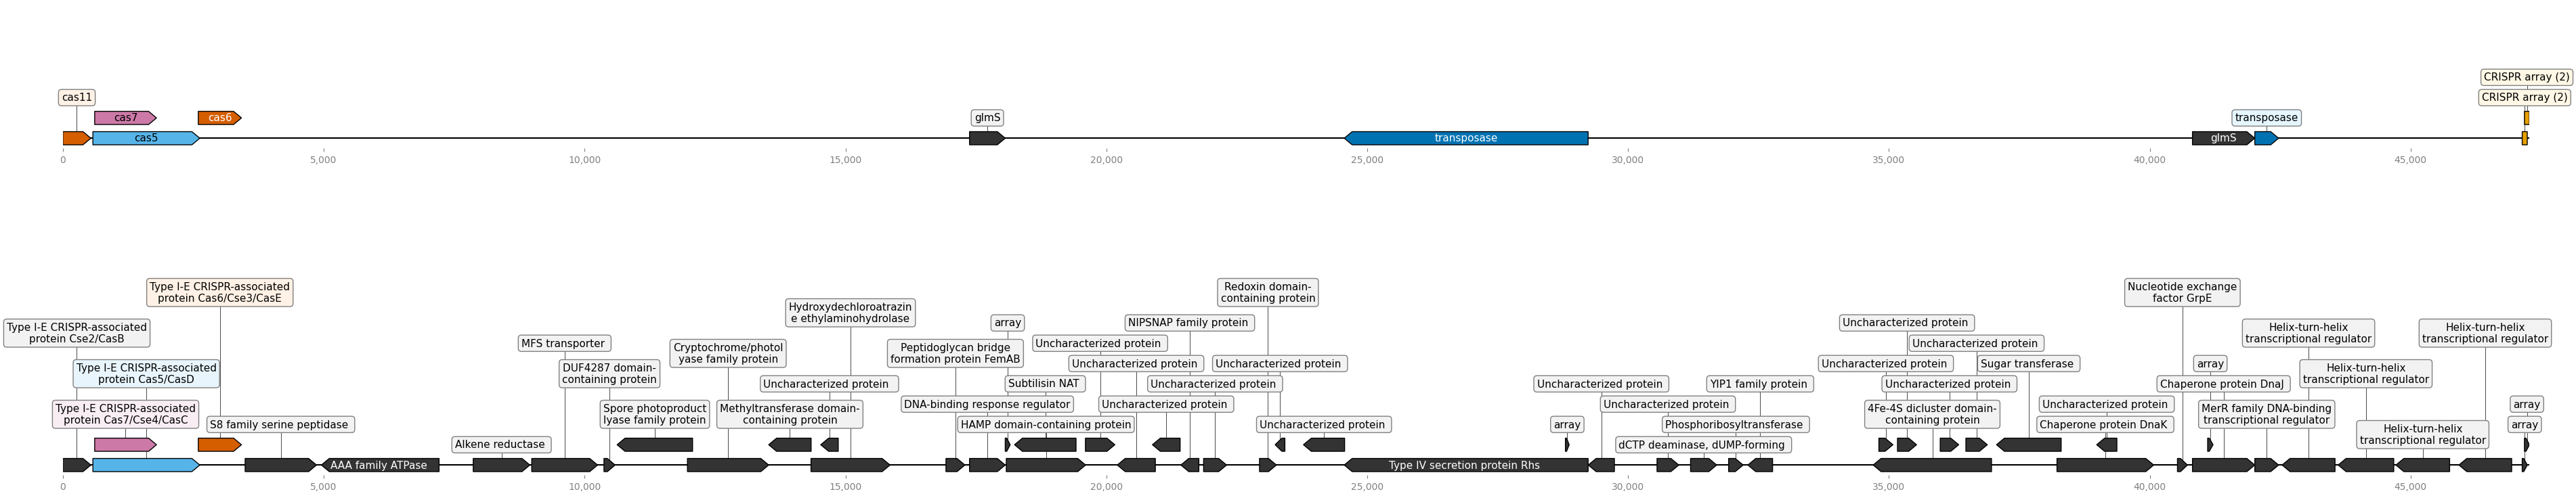 CRISPR array (2)
cas11
CRISPR array (2)
cas7
cas6
glmS
transposase
cas5
transposase
glmS
0
5,000
10,000
15,000
20,000
25,000
30,000
35,000
40,000
45,000
Type I-E CRISPR-associated
protein Cas6/Cse3/CasE
Redoxin domain-
containing protein
Nucleotide exchange
factor GrpE
Hydroxydechloroatrazin
e ethylaminohydrolase
Type I-E CRISPR-associated
protein Cse2/CasB
array
NIPSNAP family protein
Uncharacterized protein
Helix-turn-helix
transcriptional regulator
Helix-turn-helix
transcriptional regulator
MFS transporter
Cryptochrome/photol
yase family protein
Peptidoglycan bridge
formation protein FemAB
Uncharacterized protein
Uncharacterized protein
Type I-E CRISPR-associated
protein Cas5/CasD
DUF4287 domain-
containing protein
Uncharacterized protein
Uncharacterized protein
Uncharacterized protein
Sugar transferase
array
Helix-turn-helix
transcriptional regulator
Uncharacterized protein
Subtilisin NAT
Uncharacterized protein
Uncharacterized protein
YIP1 family protein
Uncharacterized protein
Chaperone protein DnaJ
Type I-E CRISPR-associated
protein Cas7/Cse4/CasC
Spore photoproduct
lyase family protein
Methyltransferase domain-
containing protein
DNA-binding response regulator
Uncharacterized protein
Uncharacterized protein
4Fe-4S dicluster domain-
containing protein
Uncharacterized protein
MerR family DNA-binding
transcriptional regulator
array
S8 family serine peptidase
HAMP domain-containing protein
Uncharacterized protein
array
Phosphoribosyltransferase
Chaperone protein DnaK
Helix-turn-helix
transcriptional regulator
array
Alkene reductase
dCTP deaminase, dUMP-forming
AAA family ATPase
Type IV secretion protein Rhs
0
5,000
10,000
15,000
20,000
25,000
30,000
35,000
40,000
45,000